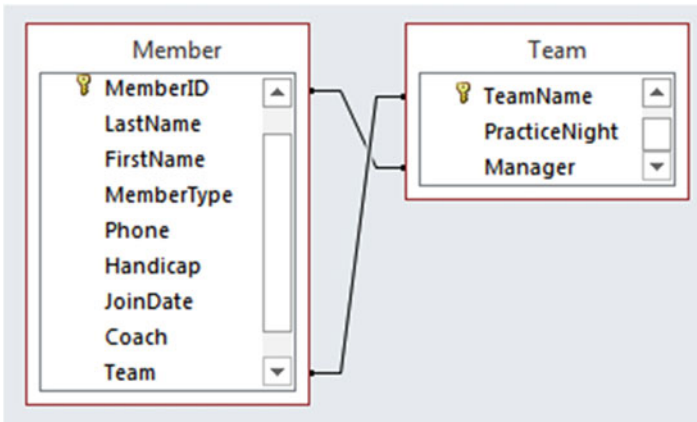 Member
MemberID
LastName
FirstName
MemberType
Phone
Handicap
JoinDate
Coach
Team
Team
TeamName
PracticeNight
Manager